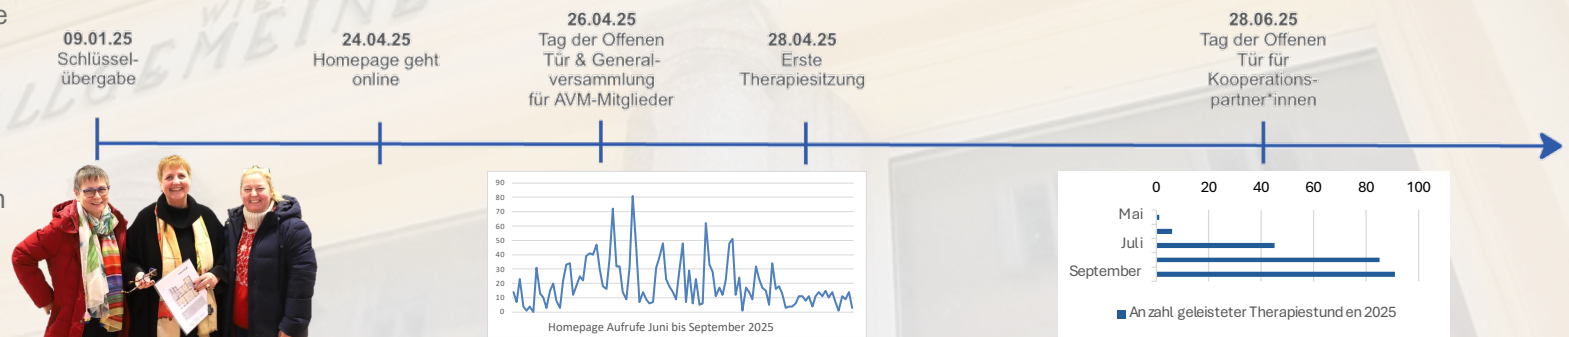 e
n
WIE
ALLGEMEINE
09.01.25
Schlüssel-
übergabe
24.04.25
Homepage geht
online
26.04.25
Tag der Offenen
Tür & General-
versammlung
für AVM-Mitglieder
28.04.25
Erste
Therapiesitzung
28.06.25
Tag der Offenen
Tür für
Kooperations-
partner*innen
90
80
70
60
50
40
30
20
10
0
Homepage Aufrufe Juni bis September 2025
0 20 40 60 80 100
Mai
Juli
September
Anzahl geleisteter Therapiestunden 2025